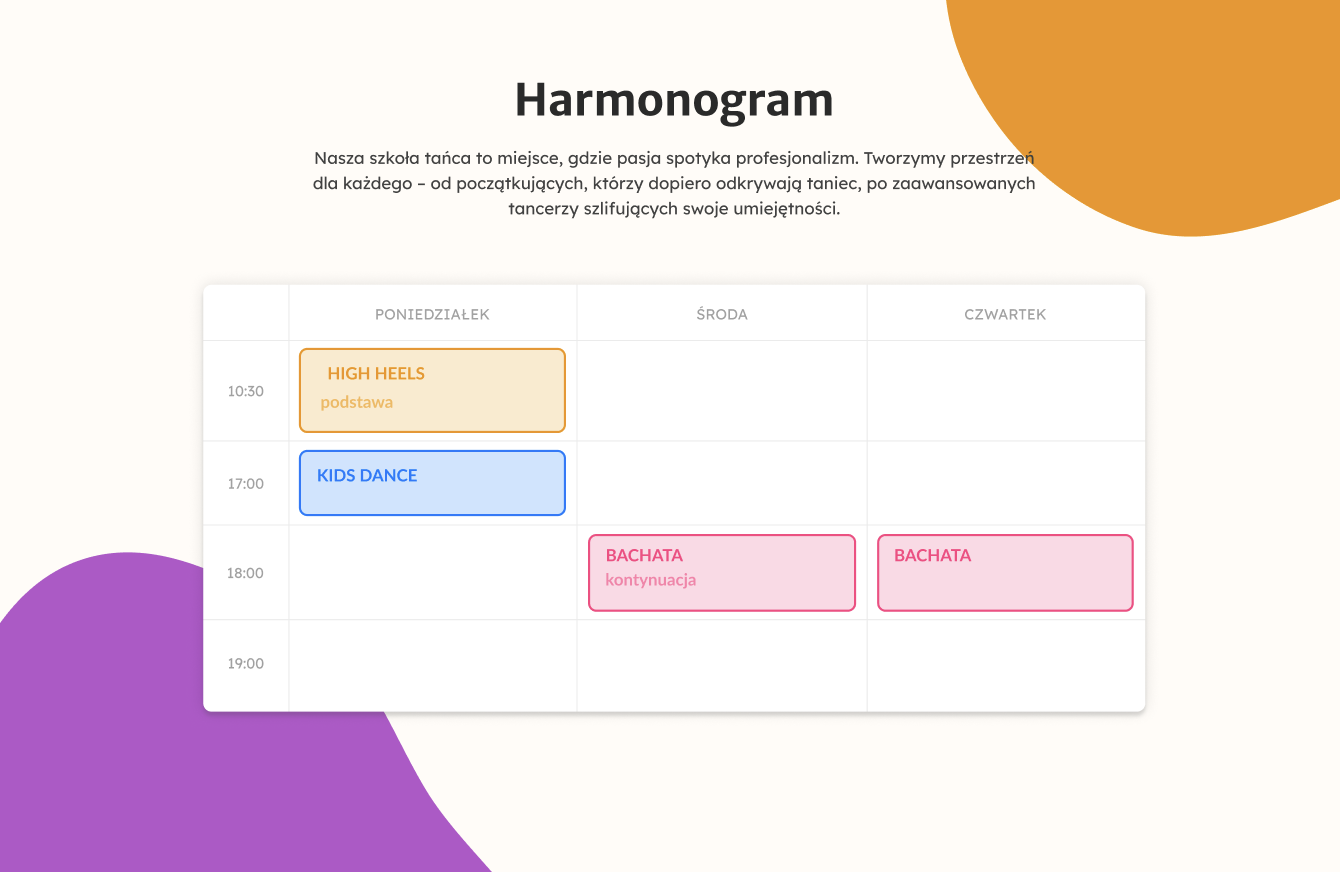 Harmonogram
Nasza szkoła tańca to miejsce, gdzie pasja spotyka profesjonalizm. Tworzymy przestrzeń
dla każdego – od początkujących, którzy dopiero odkrywają taniec, po zaawansowanych
tancerzy szlifujących swoje umiejętności.
PONIEDZIAŁEK ŚRODA CZWARTEK
10:30
HIGH HEELS
podstawa
17:00
KIDS DANCE
18:00
BACHATA
kontynuacja
BACHATA
19:00